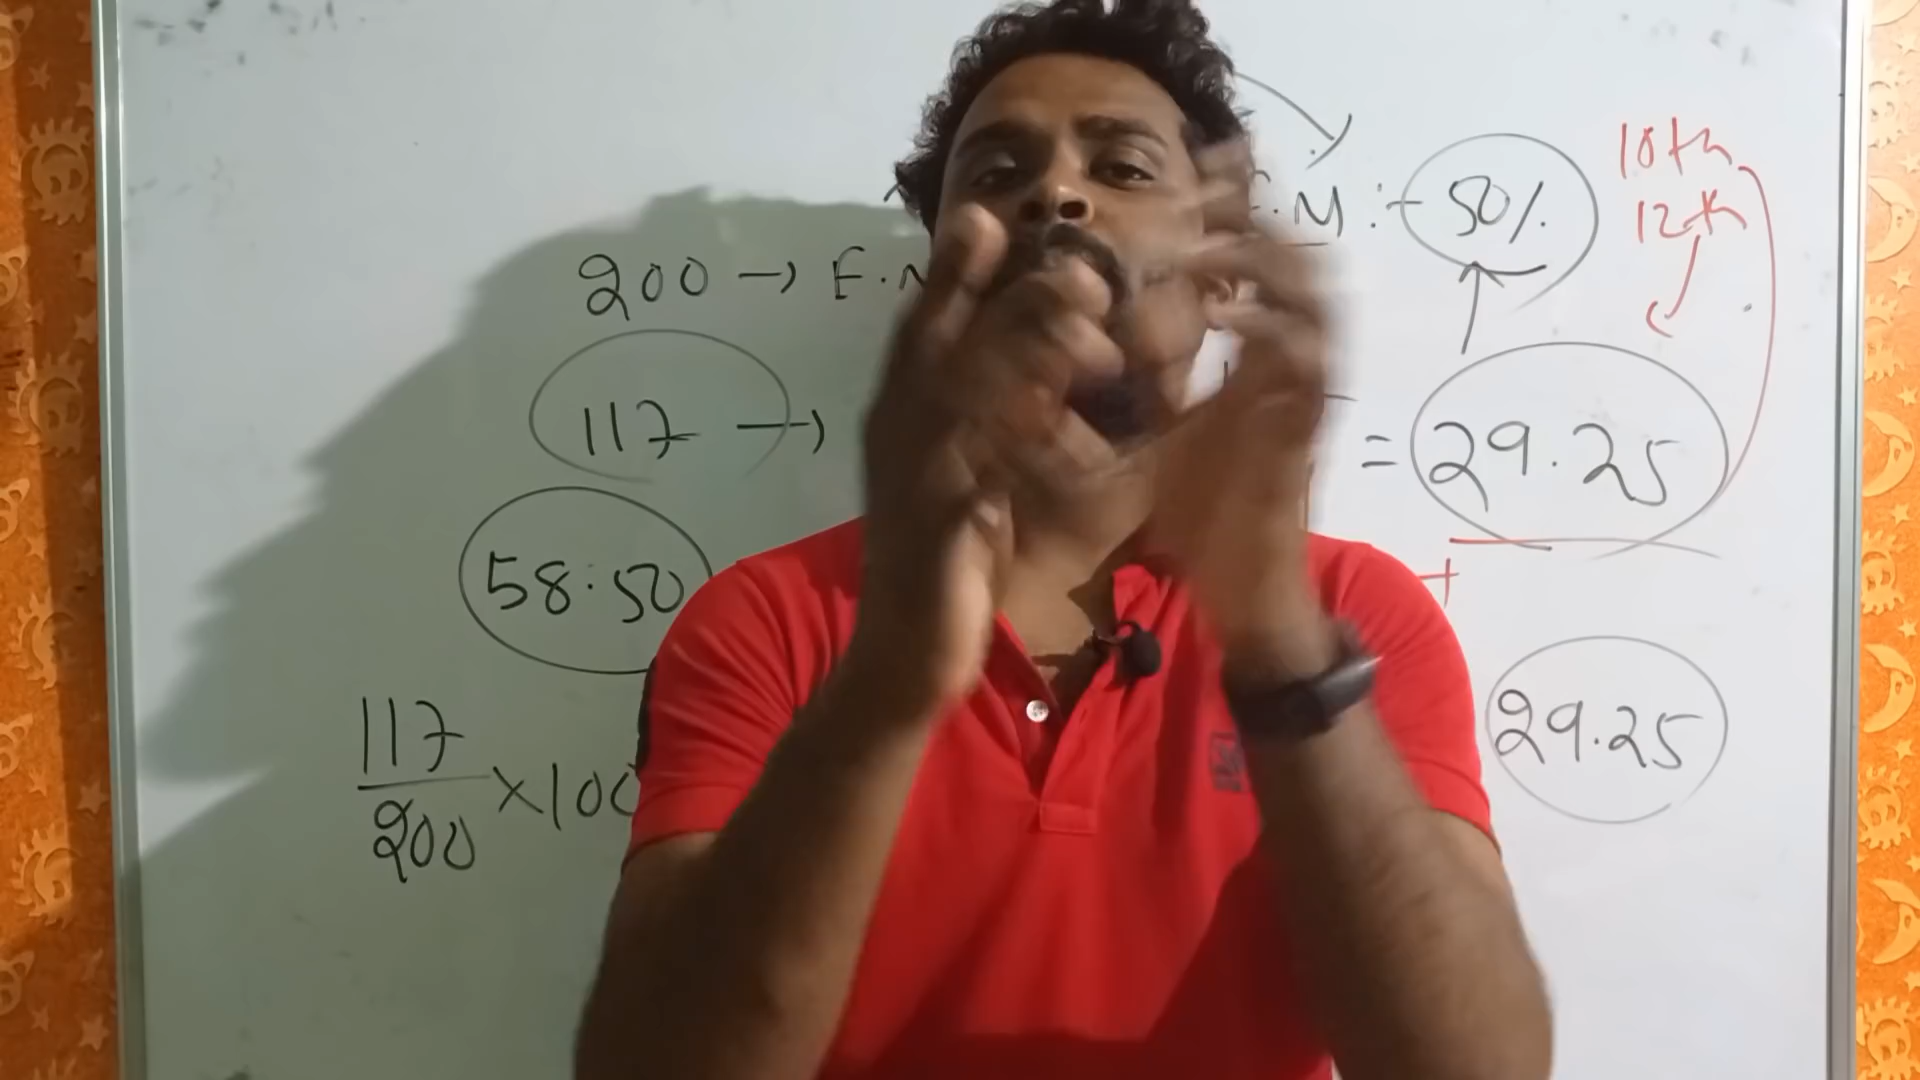 .M :- 50%.
10th
12th
200 → F.
117 →
= 29.25
58.50
29.25
117
200
×100